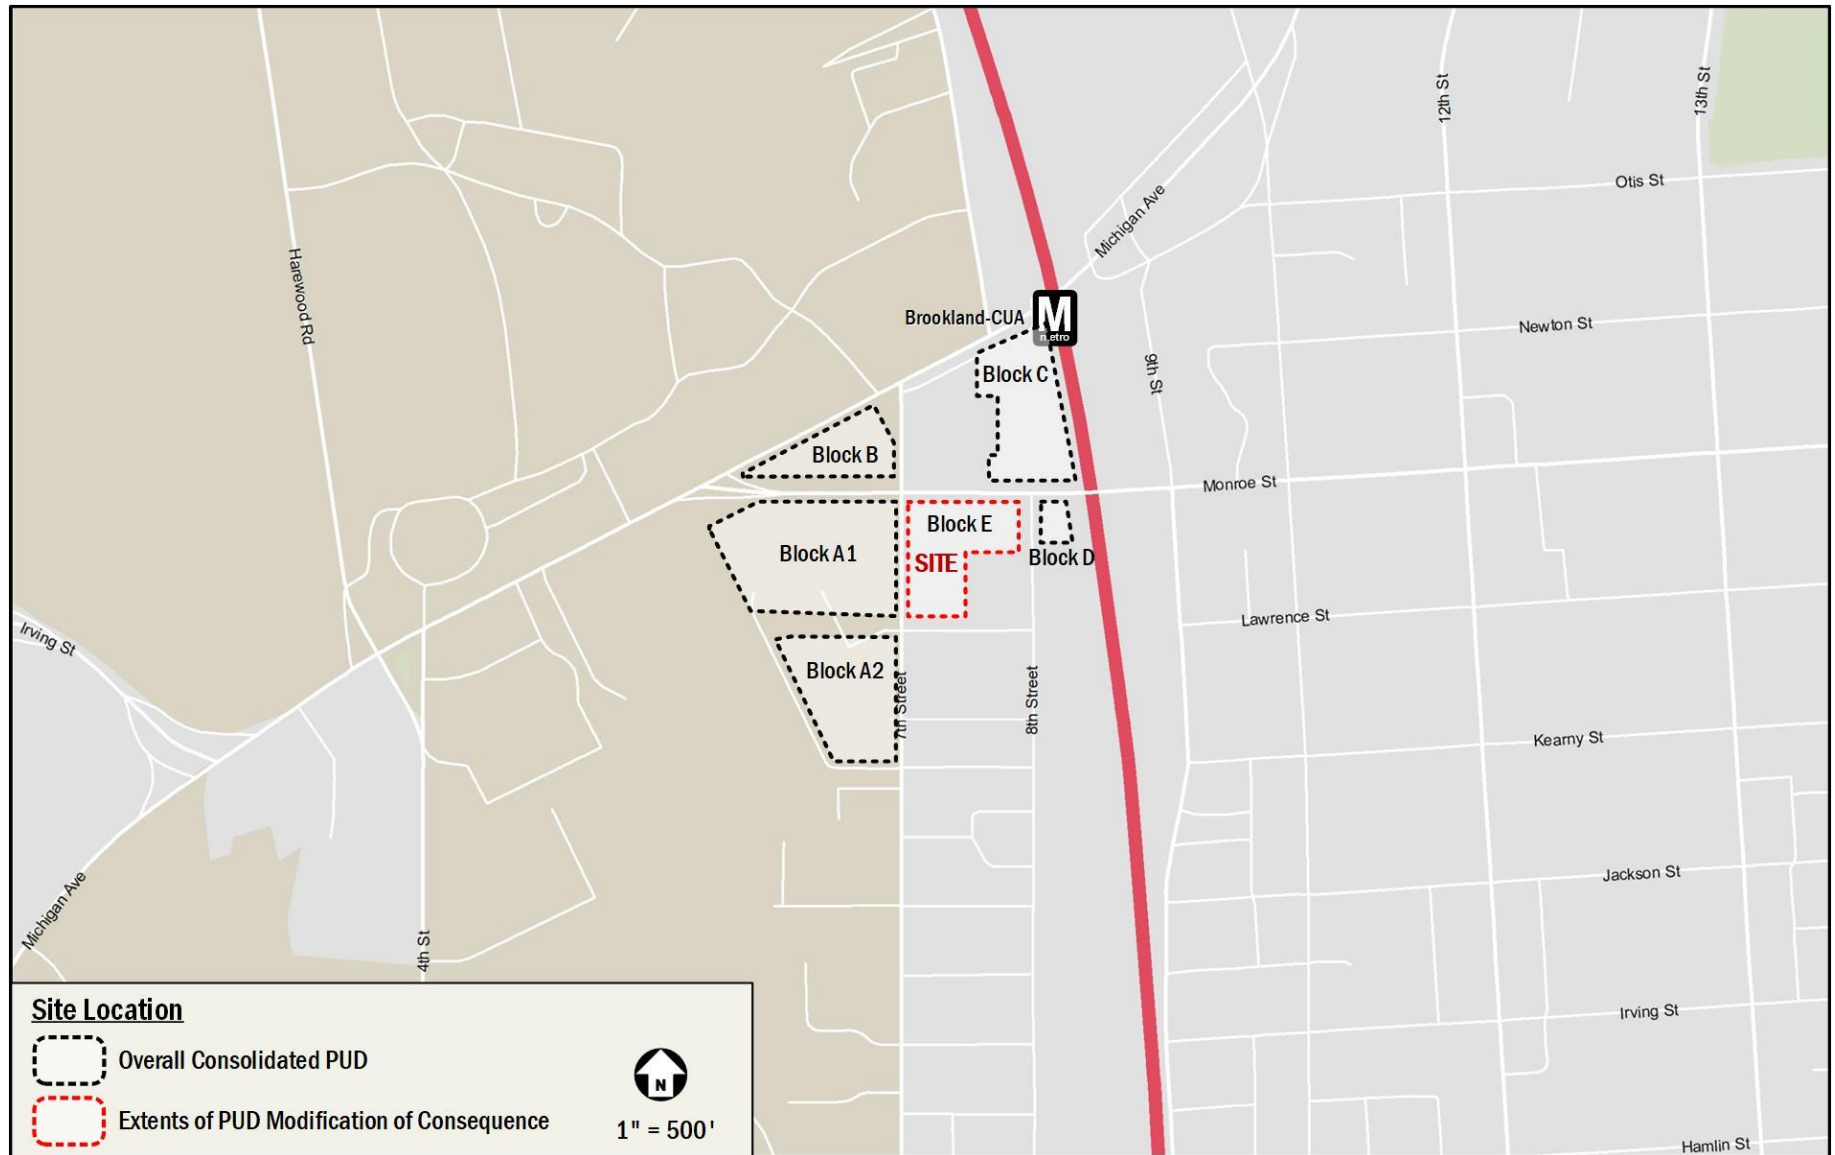 12th St
13th St
Otis St
Michigan Ave
Harewood Rd
Brookland-CUA
M
metro
Newton St
9th St
Block C
Block B
Monroe St
Block E
Block A1
SITE
Block D
Lawrence St
Irving St
Block A2
7th Street
8th Street
Kearny St
Jackson St
Michigan Ave
4th St
Irving St
Hamlin St
Site Location
Overall Consolidated PUD
Extents of PUD Modification of Consequence
N
1" = 500'